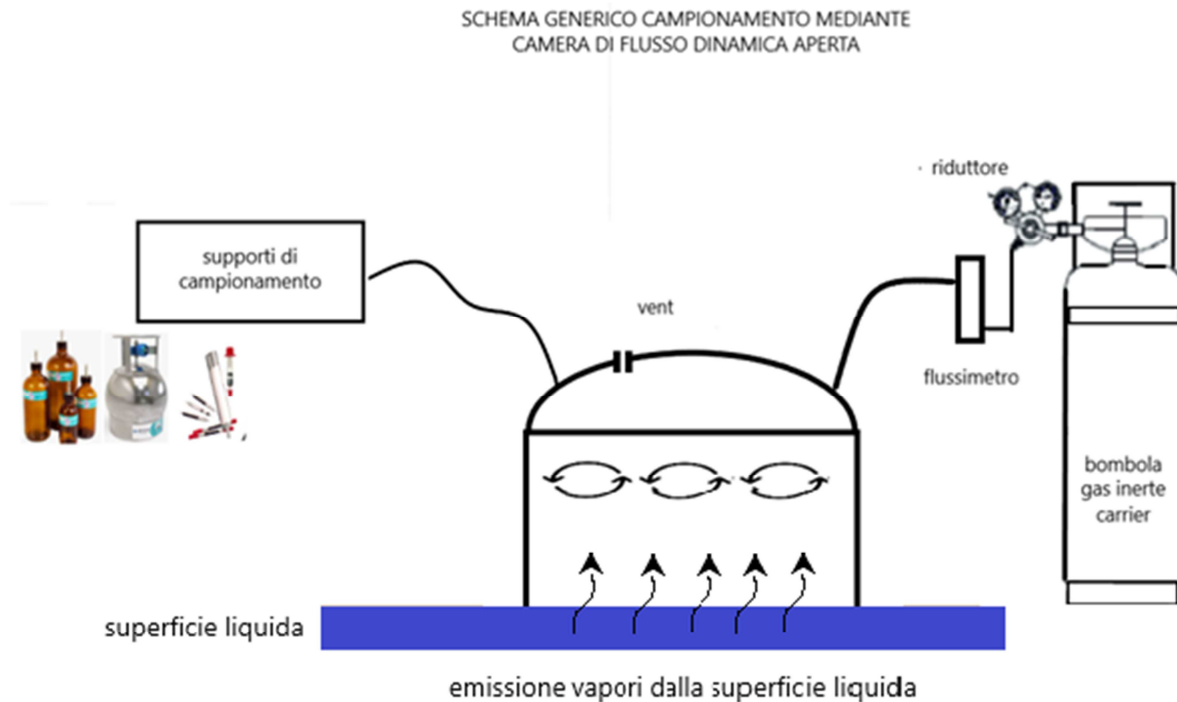 SCHEMA GENERICO CAMPIONAMENTO MEDIANTE
CAMERA DI FLUSSO DINAMICA APERTA
riduttore
supporti di
campionamento
vent
flussimetro
bombola
gas inerte
carrier
superficie liquida
emissione vapori dalla superficie liquida